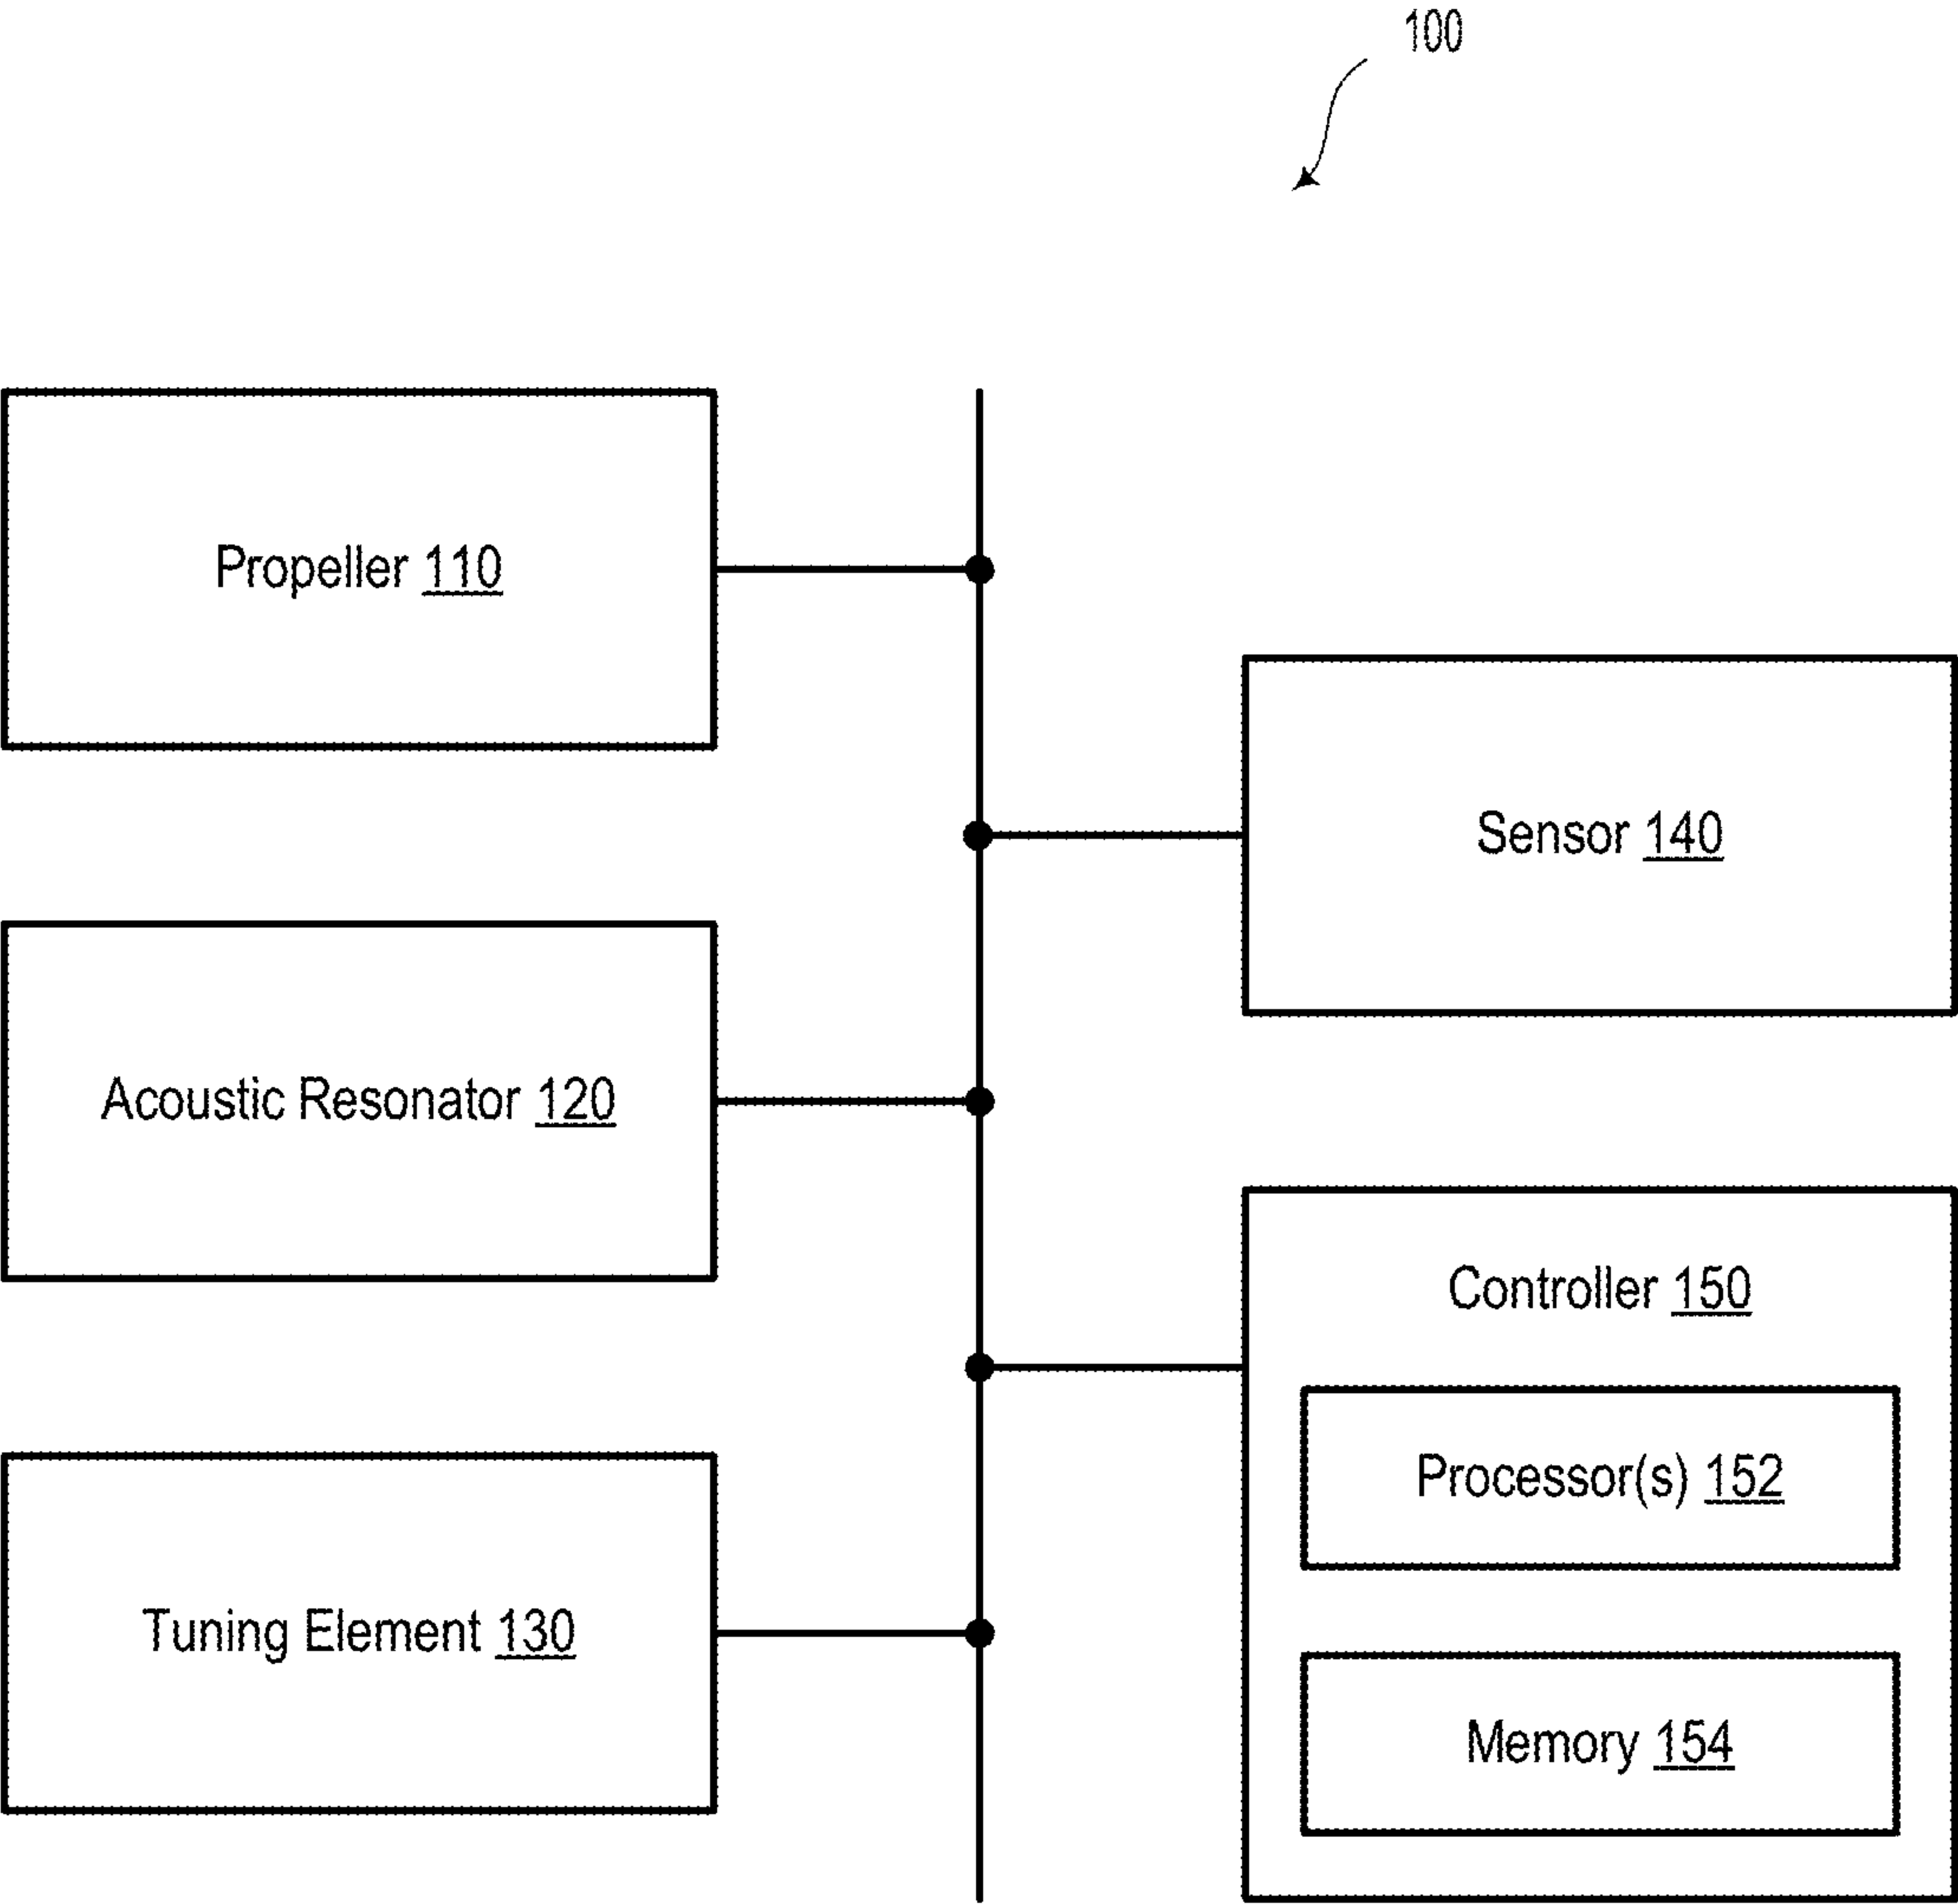 100
Propeller 110
Sensor 140
Acoustic Resonator 120
Controller 150
Processor(s) 152
Tuning Element 130
Memory 154